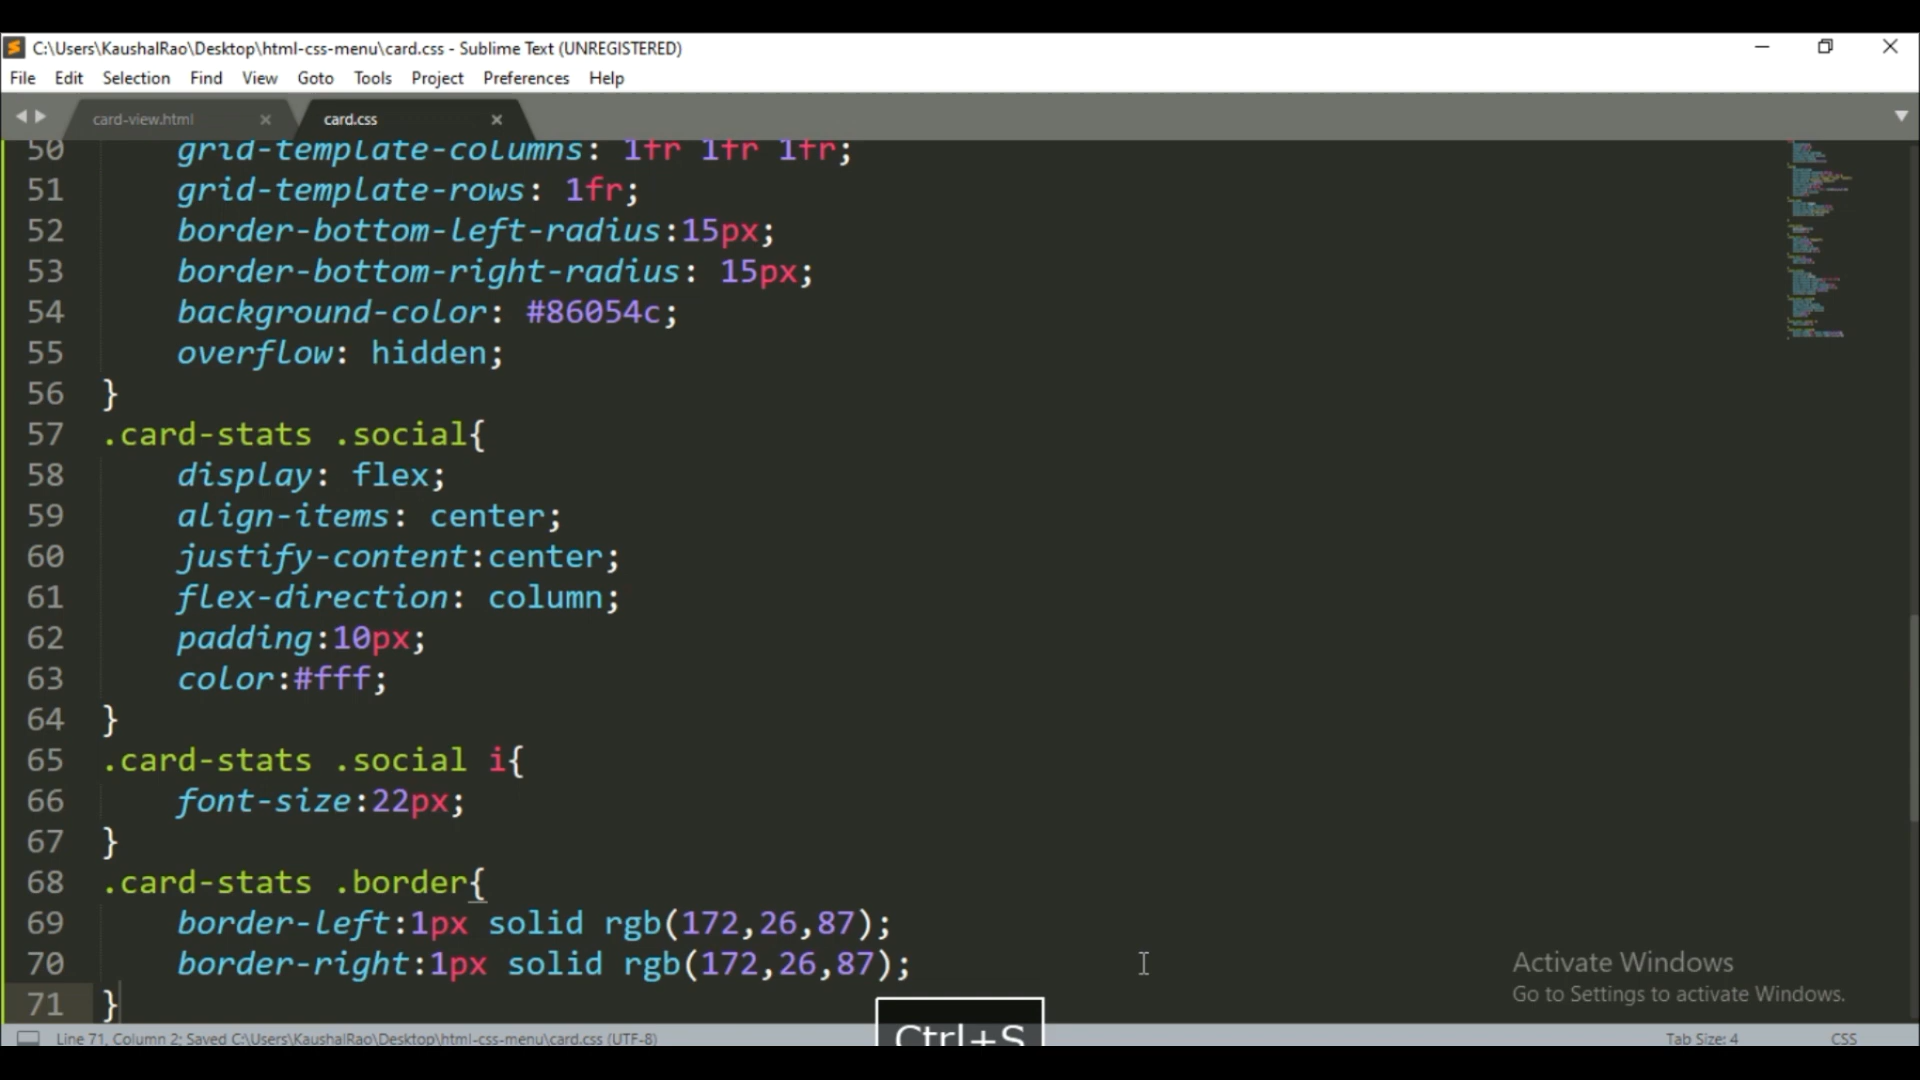 C:\Users\KaushalRao\Desktop\html-css-menu\card.css - Sublime Text (UNREGISTERED)
File Edit Selection Find View Goto Tools Project Preferences Help
card-view.html card.css
50 grid-template-columns: 1fr 1fr 1fr;
51 grid-template-rows: 1fr;
52 border-bottom-left-radius:15px;
53 border-bottom-right-radius: 15px;
54 background-color: #86054c;
55 overflow: hidden;
56 }
57 .card-stats .social{
58 display: flex;
59 align-items: center;
60 justify-content:center;
61 flex-direction: column;
62 padding:10px;
63 color:#fff;
64 }
65 .card-stats .social i{
66 font-size:22px;
67 }
68 .card-stats .border{
69 border-left:1px solid rgb(172,26,87);
70 border-right:1px solid rgb(172,26,87);
71 }
Activate Windows
Go to Settings to activate Windows.
Ctrl+S
Line 71, Column 2; Saved C:\Users\KaushalRao\Desktop\html-css-menu\card.css (UTF-8) Tab Size: 4 CSS